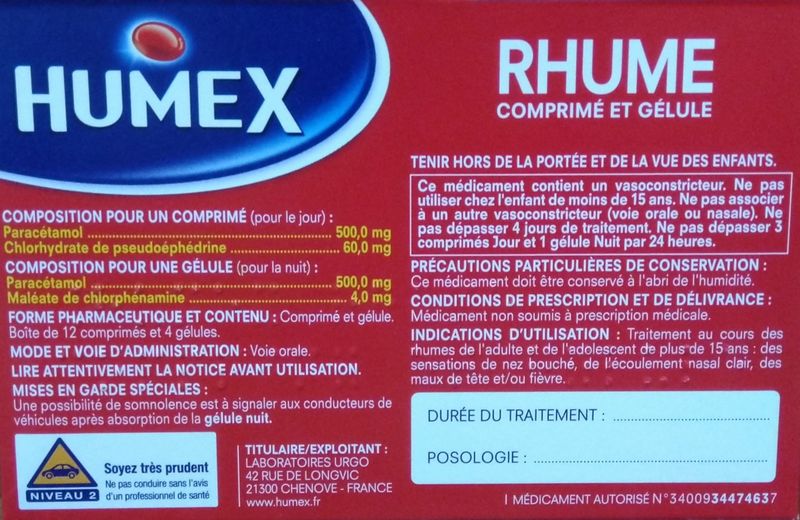 HUMEX
COMPOSITION POUR UN COMPRIMÉ (pour le jour) :
Paracétamol ........ 500,0 mg
Chlorhydrate de pseudoéphédrine ........ 60,0 mg
COMPOSITION POUR UNE GÉLULE (pour la nuit) :
Paracétamol ........ 500,0 mg
Maléate de chlorphénamine ........ 4,0 mg
FORME PHARMACEUTIQUE ET CONTENU : Comprimé et gélule.
Boîte de 12 comprimés et 4 gélules.
MODE ET VOIE D'ADMINISTRATION : Voie orale.
LIRE ATTENTIVEMENT LA NOTICE AVANT UTILISATION.
MISES EN GARDE SPÉCIALES :
Une possibilité de somnolence est à signaler aux conducteurs de
véhicules après absorption de la gélule nuit.
NIVEAU 2
Soyez très prudent
Ne pas conduire sans l'avis
d'un professionnel de santé
TITULAIRE/EXPLOITANT :
LABORATOIRES URGO
42 RUE DE LONGVIC
21300 CHENOVE - FRANCE
www.humex.fr
RHUME
COMPRIMÉ ET GÉLULE
TENIR HORS DE LA PORTÉE ET DE LA VUE DES ENFANTS.
Ce médicament contient un vasoconstricteur. Ne pas
utiliser chez l'enfant de moins de 15 ans. Ne pas associer
à un autre vasoconstricteur (voie orale ou nasale). Ne
pas dépasser 4 jours de traitement. Ne pas dépasser 3
comprimés Jour et 1 gélule Nuit par 24 heures.
PRÉCAUTIONS PARTICULIÈRES DE CONSERVATION :
Ce médicament doit être conservé à l'abri de l'humidité.
CONDITIONS DE PRESCRIPTION ET DE DÉLIVRANCE :
Médicament non soumis à prescription médicale.
INDICATIONS D'UTILISATION : Traitement au cours des
rhumes de l'adulte et de l'adolescent de plus de 15 ans : des
sensations de nez bouché, de l'écoulement nasal clair, des
maux de tête et/ou fièvre.
DURÉE DU TRAITEMENT : ........
POSOLOGIE : ........
MÉDICAMENT AUTORISÉ N°3400934474637